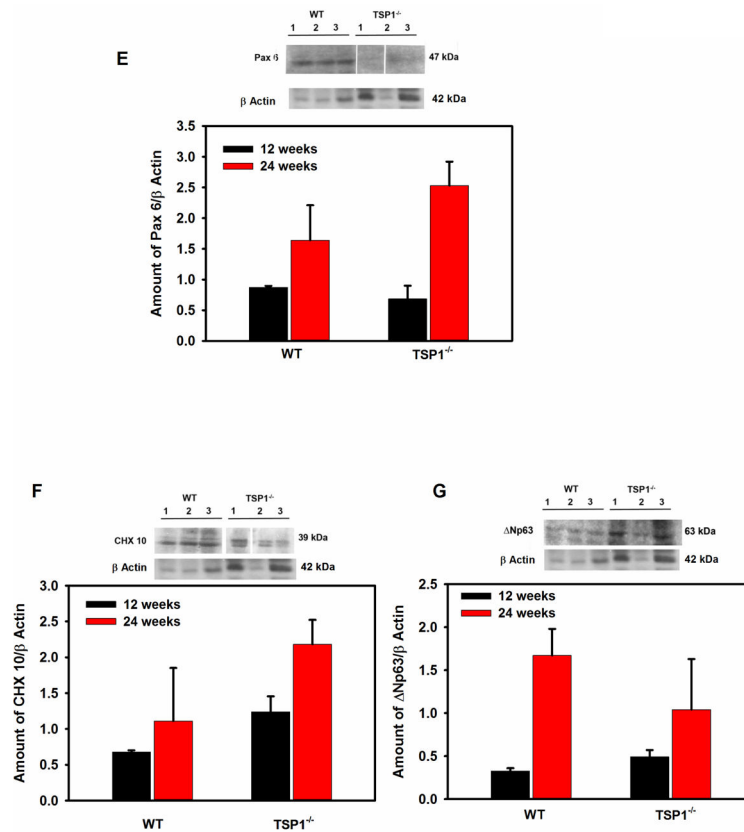 WT TSP1-/-
1 2 3 1 2 3
E
Pax 6 47 kDa
β Actin 42 kDa
3.5
3.0
2.5
2.0
1.5
1.0
0.5
0.0
Amount of Pax 6/β Actin
12 weeks
24 weeks
WT TSP1-/-
F
WT TSP1-/-
1 2 3 1 2 3
CHX 10 39 kDa
β Actin 42 kDa
3.0
2.5
2.0
1.5
1.0
0.5
0.0
Amount of CHX 10/β Actin
12 weeks
24 weeks
WT TSP1-/-
G
WT TSP1-/-
1 2 3 1 2 3
ΔNp63 63 kDa
β Actin 42 kDa
2.5
2.0
1.5
1.0
0.5
0.0
Amount of ΔNp63/β Actin
12 weeks
24 weeks
WT TSP1-/-